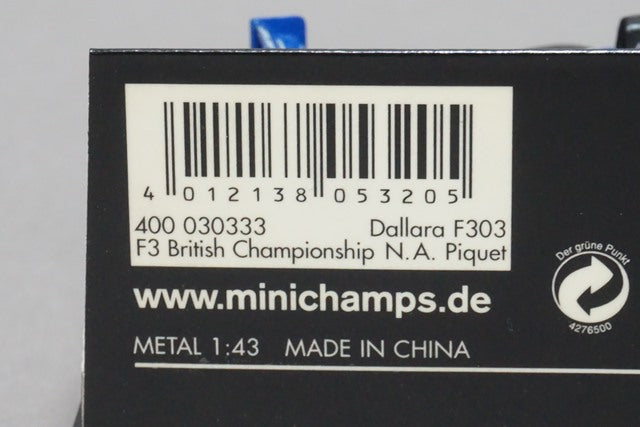 4 012138 053205
400 030333 Dallara F303
F3 British Championship N.A. Piquet
www.minichamps.de
Der grüne Punkt
4276500
METAL 1:43 MADE IN CHINA